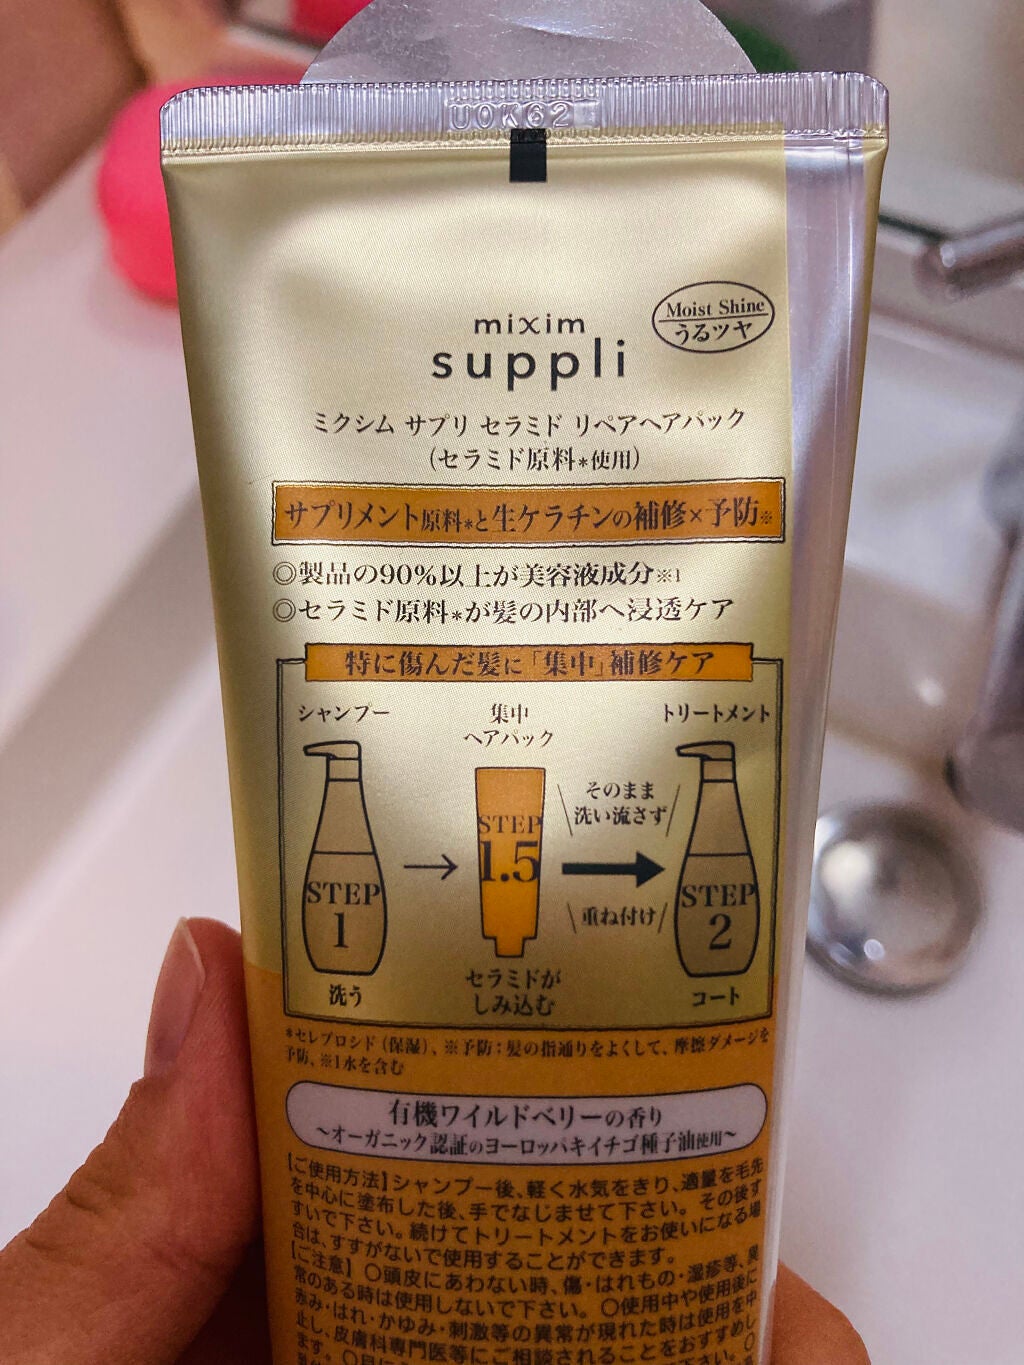 UOK62
Moist Shine
うるツヤ
mixim
suppli
ミクシム サプリ セラミド リペアヘアパック
(セラミド原料*使用)
サプリメント原料*と生ケラチンの補修×予防※
◎製品の90%以上が美容液成分※1
◎セラミド原料*が髪の内部へ浸透ケア
特に傷んだ髪に「集中」補修ケア
シャンプー
STEP
1
洗う
集中
ヘアパック
STEP
1.5
セラミドが
しみ込む
そのまま
洗い流さず
重ね付け
トリートメント
STEP
2
コート
*セレブロシド(保湿)、※予防:髪の指通りをよくして、摩擦ダメージを
予防、※1水を含む
有機ワイルドベリーの香り
~オーガニック認証のヨーロッパキイチゴ種子油使用~
【ご使用方法】シャンプー後、軽く水気をきり、適量を毛先
を中心に塗布した後、手でなじませて下さい。その後す
すいで下さい。続けてトリートメントをお使いになる場
合は、すすがないで使用することができます。
【ご注意】○頭皮にあわない時、傷・はれもの・湿疹等、異
常のある時は使用しないで下さい。○使用中や使用後に
赤み・はれ・かゆみ・刺激等の異常が現れた時は使用を中
止し、皮膚科専門医等にご相談されることをおすすめし
ます。